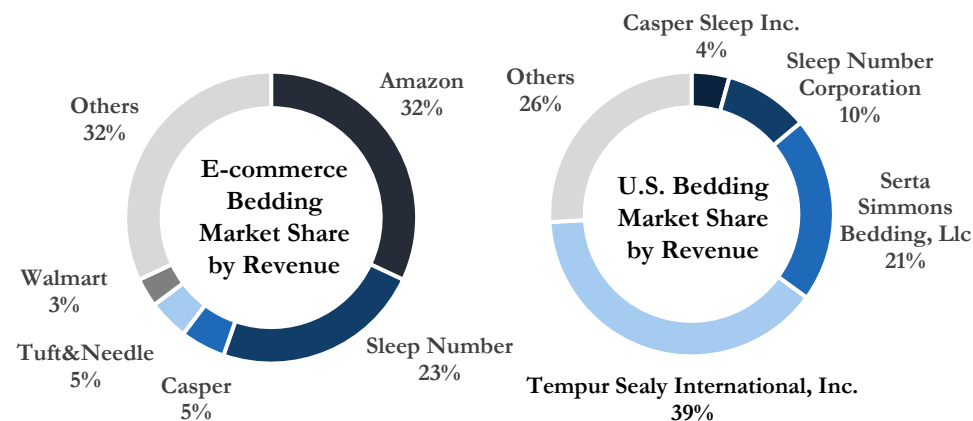 E-commerce
Bedding
Market Share
by Revenue
Amazon
32%
Sleep Number
23%
Casper
5%
Tuft&Needle
5%
Walmart
3%
Others
32%
U.S. Bedding
Market Share
by Revenue
Casper Sleep Inc.
4%
Sleep Number
Corporation
10%
Serta
Simmons
Bedding, Llc
21%
Tempur Sealy International, Inc.
39%
Others
26%